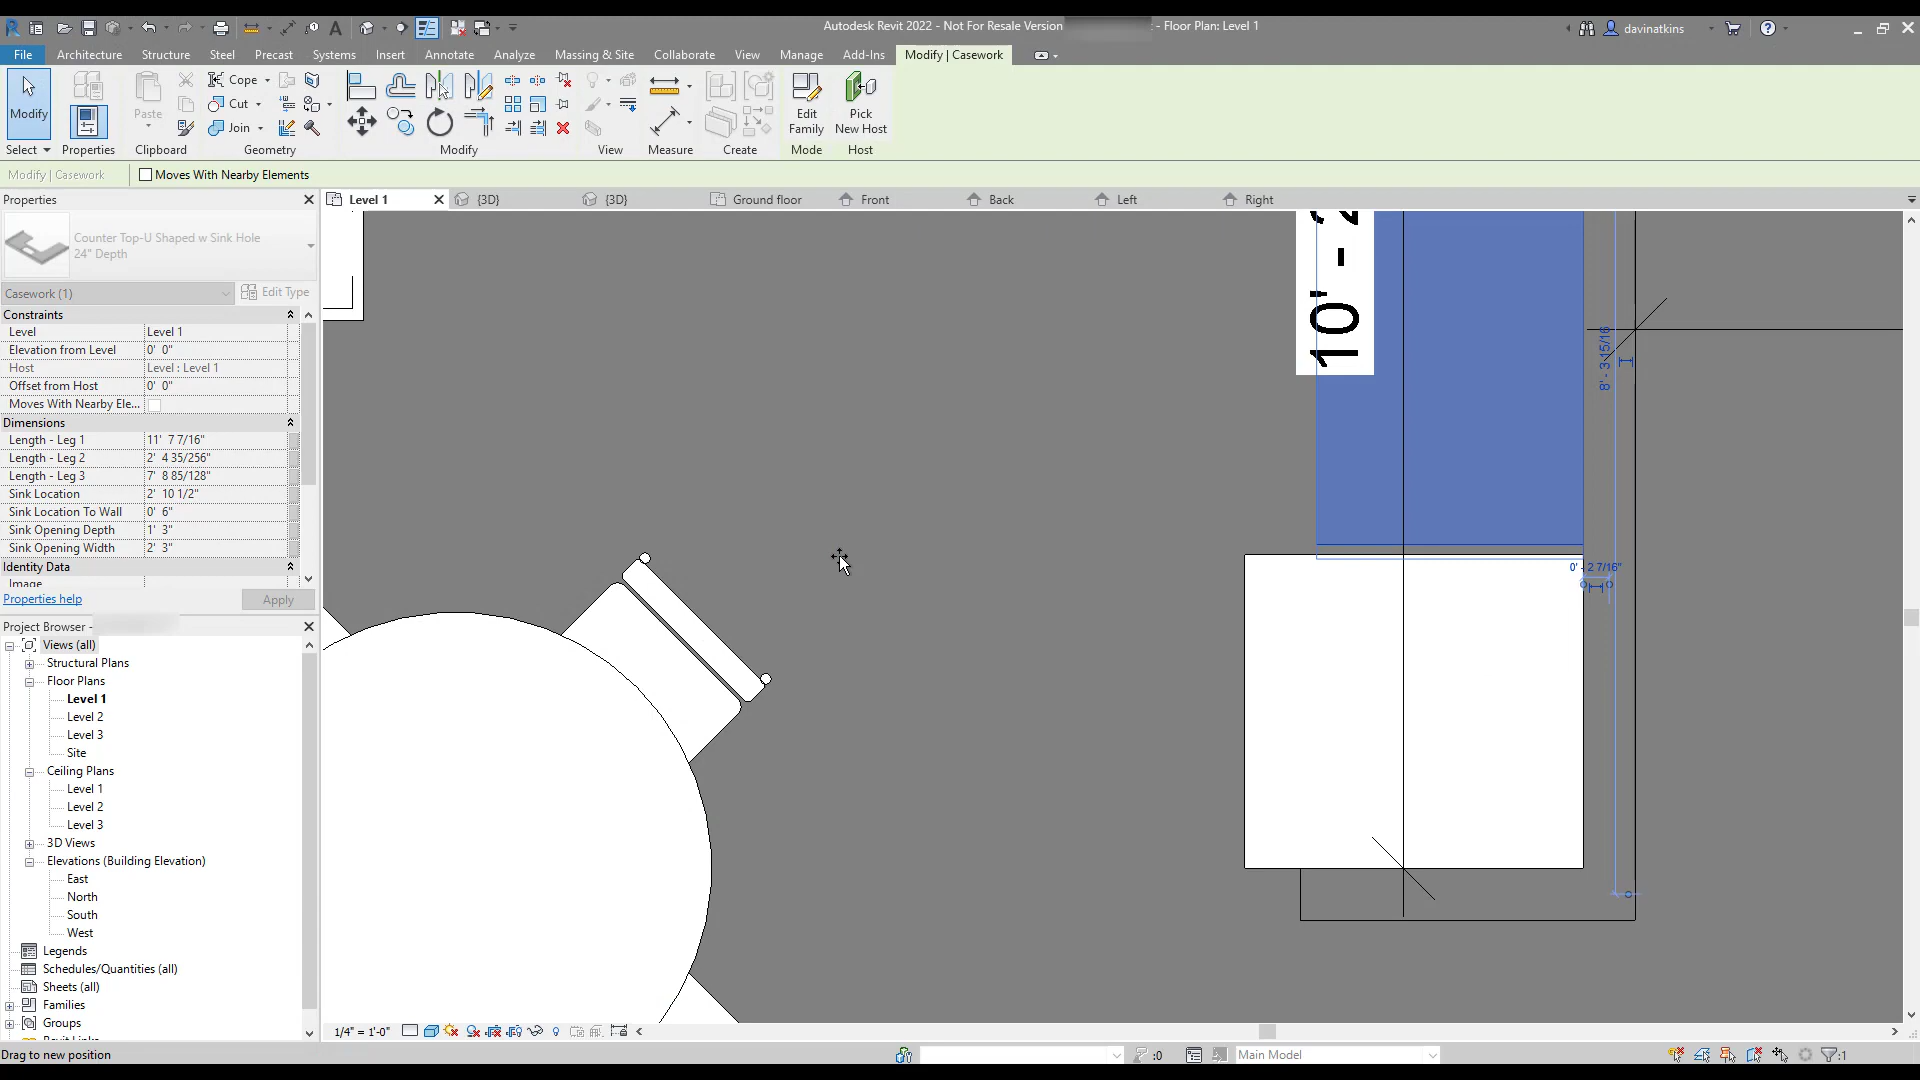 Autodesk Revit 2022 - Not For Resale Version
- Floor Plan: Level 1
davinatkins
File
Architecture
Structure
Steel
Precast
Systems
Insert
Annotate
Analyze
Massing & Site
Collaborate
View
Manage
Add-Ins
Modify | Casework
Modify
Paste
Cope
Cut
Join
Edit Family
Pick New Host
Select
Properties
Clipboard
Geometry
Modify
View
Measure
Create
Mode
Host
Modify | Casework
Moves With Nearby Elements
Properties
Level 1
{3D}
{3D}
Ground floor
Front
Back
Left
Right
Counter Top-U Shaped w Sink Hole
24" Depth
Casework (1)
Edit Type
Constraints
Level Level 1
Elevation from Level 0' 0"
Host Level : Level 1
Offset from Host 0' 0"
Moves With Nearby Ele...
Dimensions
Length - Leg 1 11' 7 7/16"
Length - Leg 2 2' 4 35/256"
Length - Leg 3 7' 8 85/128"
Sink Location 2' 10 1/2"
Sink Location To Wall 0' 6"
Sink Opening Depth 1' 3"
Sink Opening Width 2' 3"
Identity Data
Image
Properties help
Apply
Project Browser -
Views (all)
Structural Plans
Floor Plans
Level 1
Level 2
Level 3
Site
Ceiling Plans
Level 1
Level 2
Level 3
3D Views
Elevations (Building Elevation)
East
North
South
West
Legends
Schedules/Quantities (all)
Sheets (all)
Families
Groups
Revit Links
10' - 2
8' - 3 15/16
0' - 2 7/16"
1/4" = 1'-0"
Drag to new position
:0
Main Model
:1